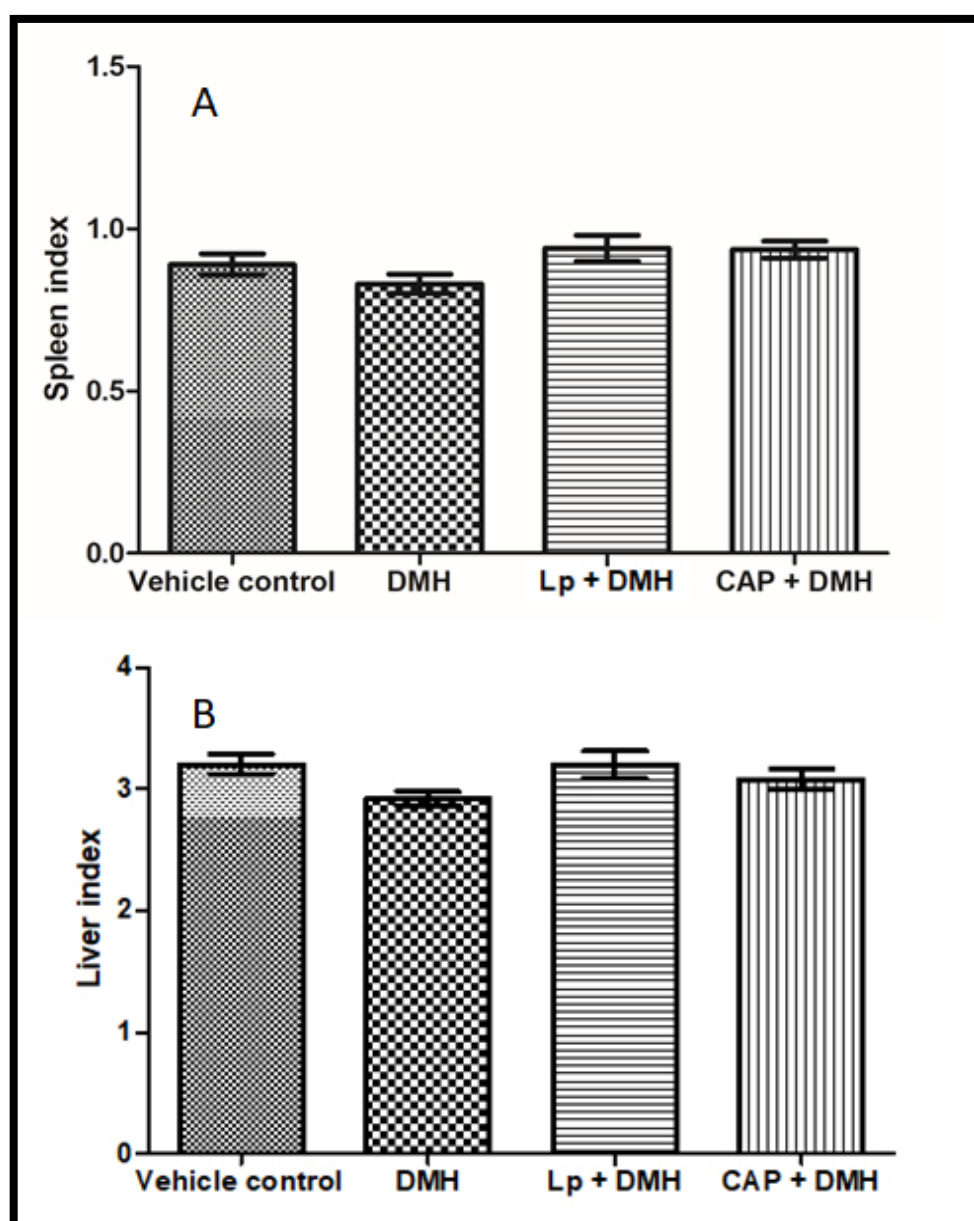 A
1.5
1.0
0.5
0.0
Spleen index
Vehicle control DMH Lp + DMH CAP + DMH
B
4
3
2
1
0
Liver index
Vehicle control DMH Lp + DMH CAP + DMH